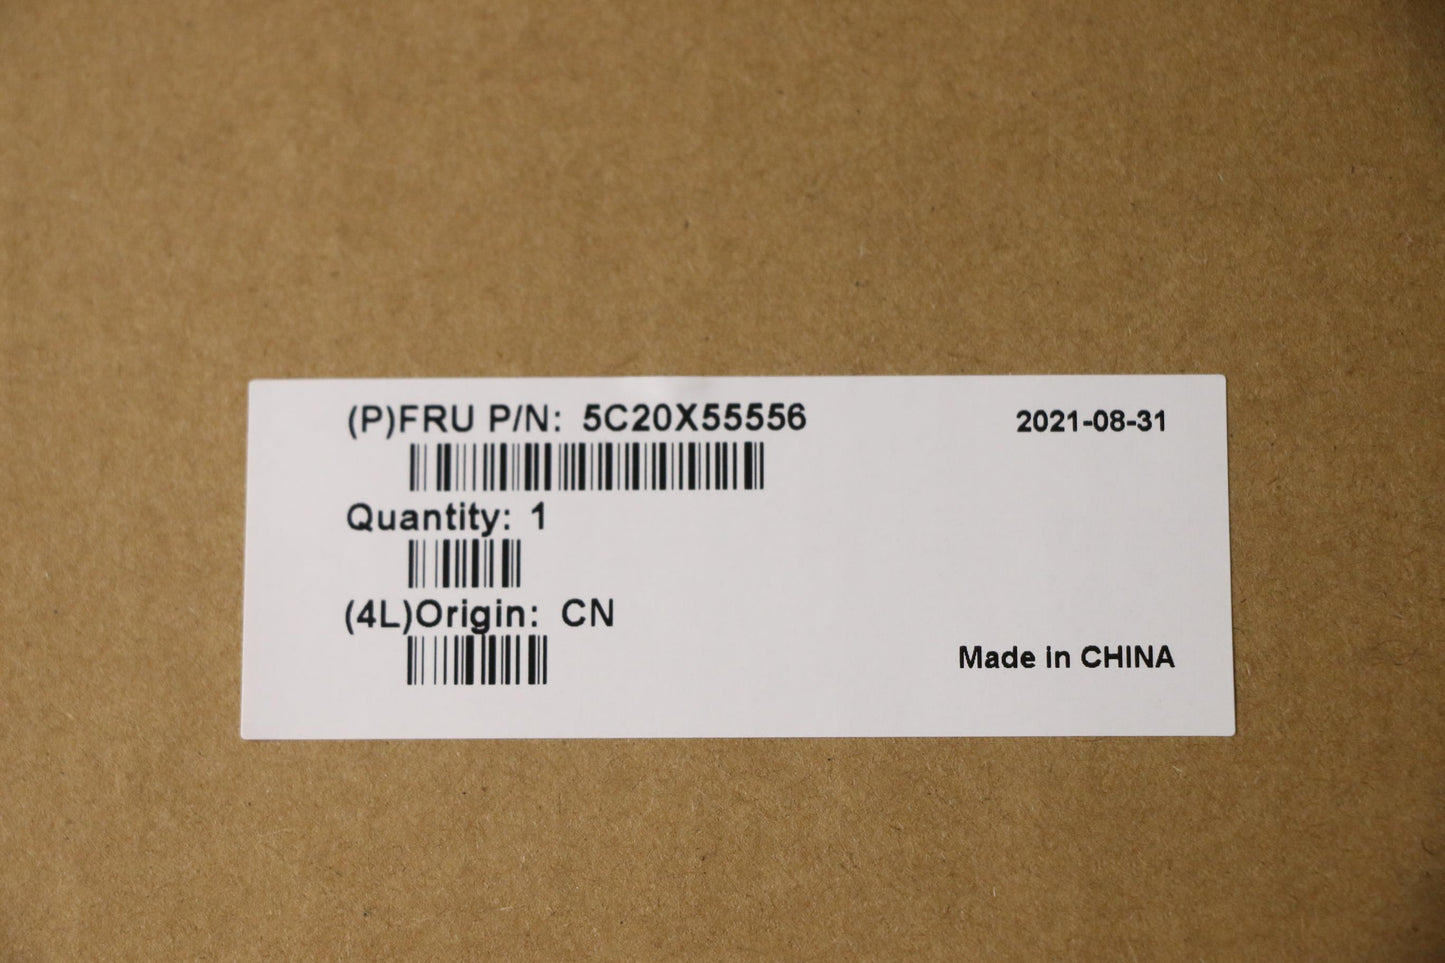 (P)FRU P/N: 5C20X55556
2021-08-31
Quantity: 1
(4L)Origin: CN
Made in CHINA